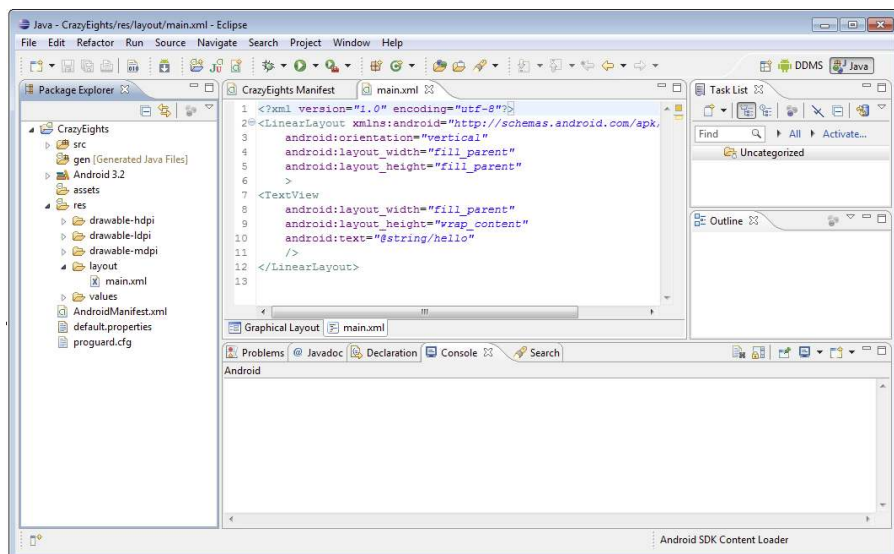 Java - CrazyEights/res/layout/main.xml - Eclipse
File Edit Refactor Run Source Navigate Search Project Window Help
DDMS Java
Package Explorer
CrazyEights
src
gen [Generated Java Files]
Android 3.2
assets
res
drawable-hdpi
drawable-ldpi
drawable-mdpi
layout
main.xml
values
AndroidManifest.xml
default.properties
proguard.cfg
CrazyEights Manifest main.xml
1 <?xml version="1.0" encoding="utf-8"?>
2 <LinearLayout xmlns:android="http://schemas.android.com/apk,
3 android:orientation="vertical"
4 android:layout_width="fill_parent"
5 android:layout_height="fill_parent"
6 >
7 <TextView
8 android:layout_width="fill_parent"
9 android:layout_height="wrap_content"
10 android:text="@string/hello"
11 />
12 </LinearLayout>
13
Graphical Layout main.xml
Task List
Find All Activate...
Uncategorized
Outline
Problems @ Javadoc Declaration Console Search
Android
Android SDK Content Loader